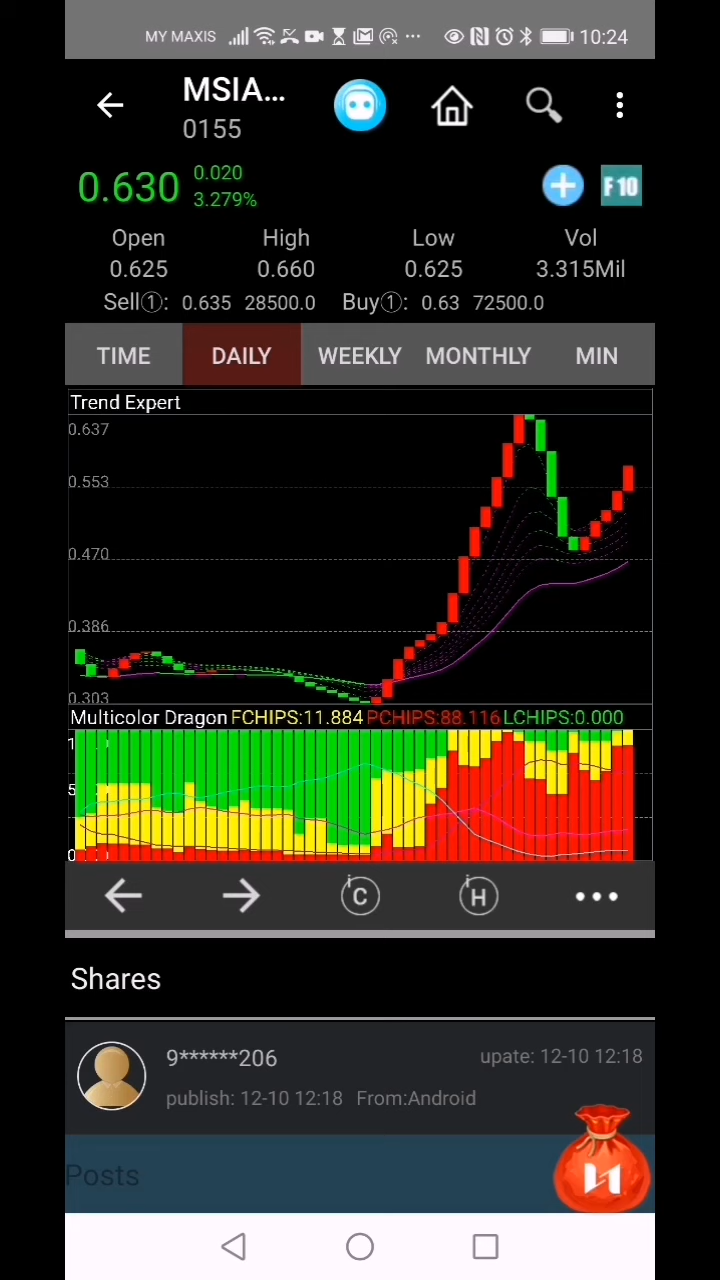 MY MAXIS 10:24
MSIA...
0155
0.630 0.020
3.279%
F 10
Open High Low Vol
0.625 0.660 0.625 3.315Mil
Sell①: 0.635 28500.0 Buy①: 0.63 72500.0
TIME DAILY WEEKLY MONTHLY MIN
Trend Expert
0.637
0.553
0.470
0.386
0.303
Multicolor Dragon FCHIPS:11.884 PCHIPS:88.116 LCHIPS:0.000
iC iH
Shares
9******206 upate: 12-10 12:18
publish: 12-10 12:18 From:Android
Posts